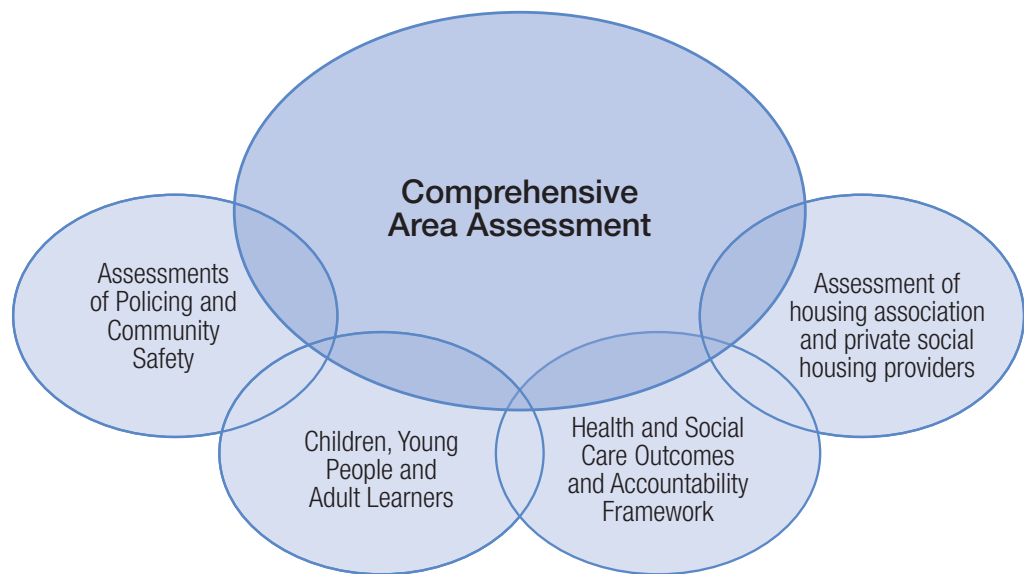 Comprehensive
Area Assessment
Assessments
of Policing and
Community
Safety
Children, Young
People and
Adult Learners
Health and Social
Care Outcomes
and Accountability
Framework
Assessment of
housing association
and private social
housing providers